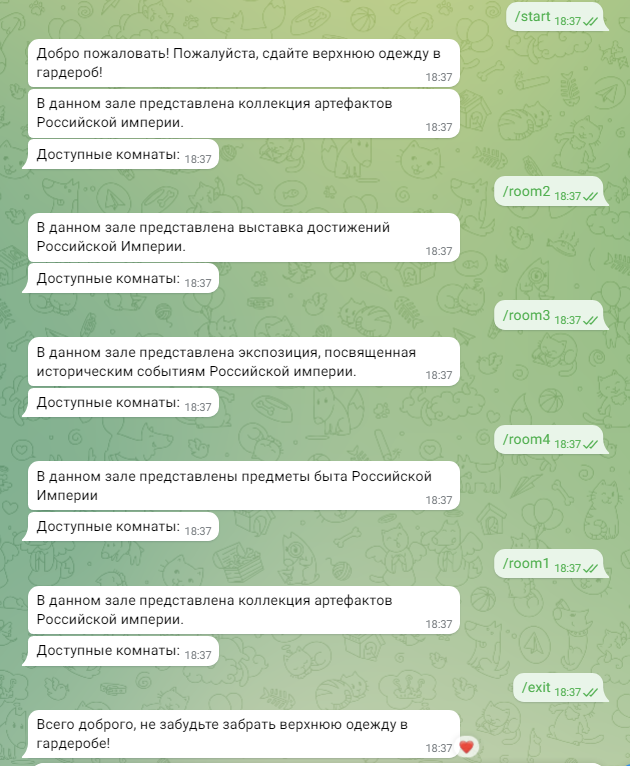 /start 18:37
Добро пожаловать! Пожалуйста, сдайте верхнюю одежду в
гардероб! 18:37
В данном зале представлена коллекция артефактов
Российской империи. 18:37
Доступные комнаты: 18:37
/room2 18:37
В данном зале представлена выставка достижений
Российской Империи. 18:37
Доступные комнаты: 18:37
/room3 18:37
В данном зале представлена экспозиция, посвященная
историческим событиям Российской империи. 18:37
Доступные комнаты: 18:37
/room4 18:37
В данном зале представлены предметы быта Российской
Империи 18:37
Доступные комнаты: 18:37
/room1 18:37
В данном зале представлена коллекция артефактов
Российской империи. 18:37
Доступные комнаты: 18:37
/exit 18:37
Всего доброго, не забудьте забрать верхнюю одежду в
гардеробе! 18:37